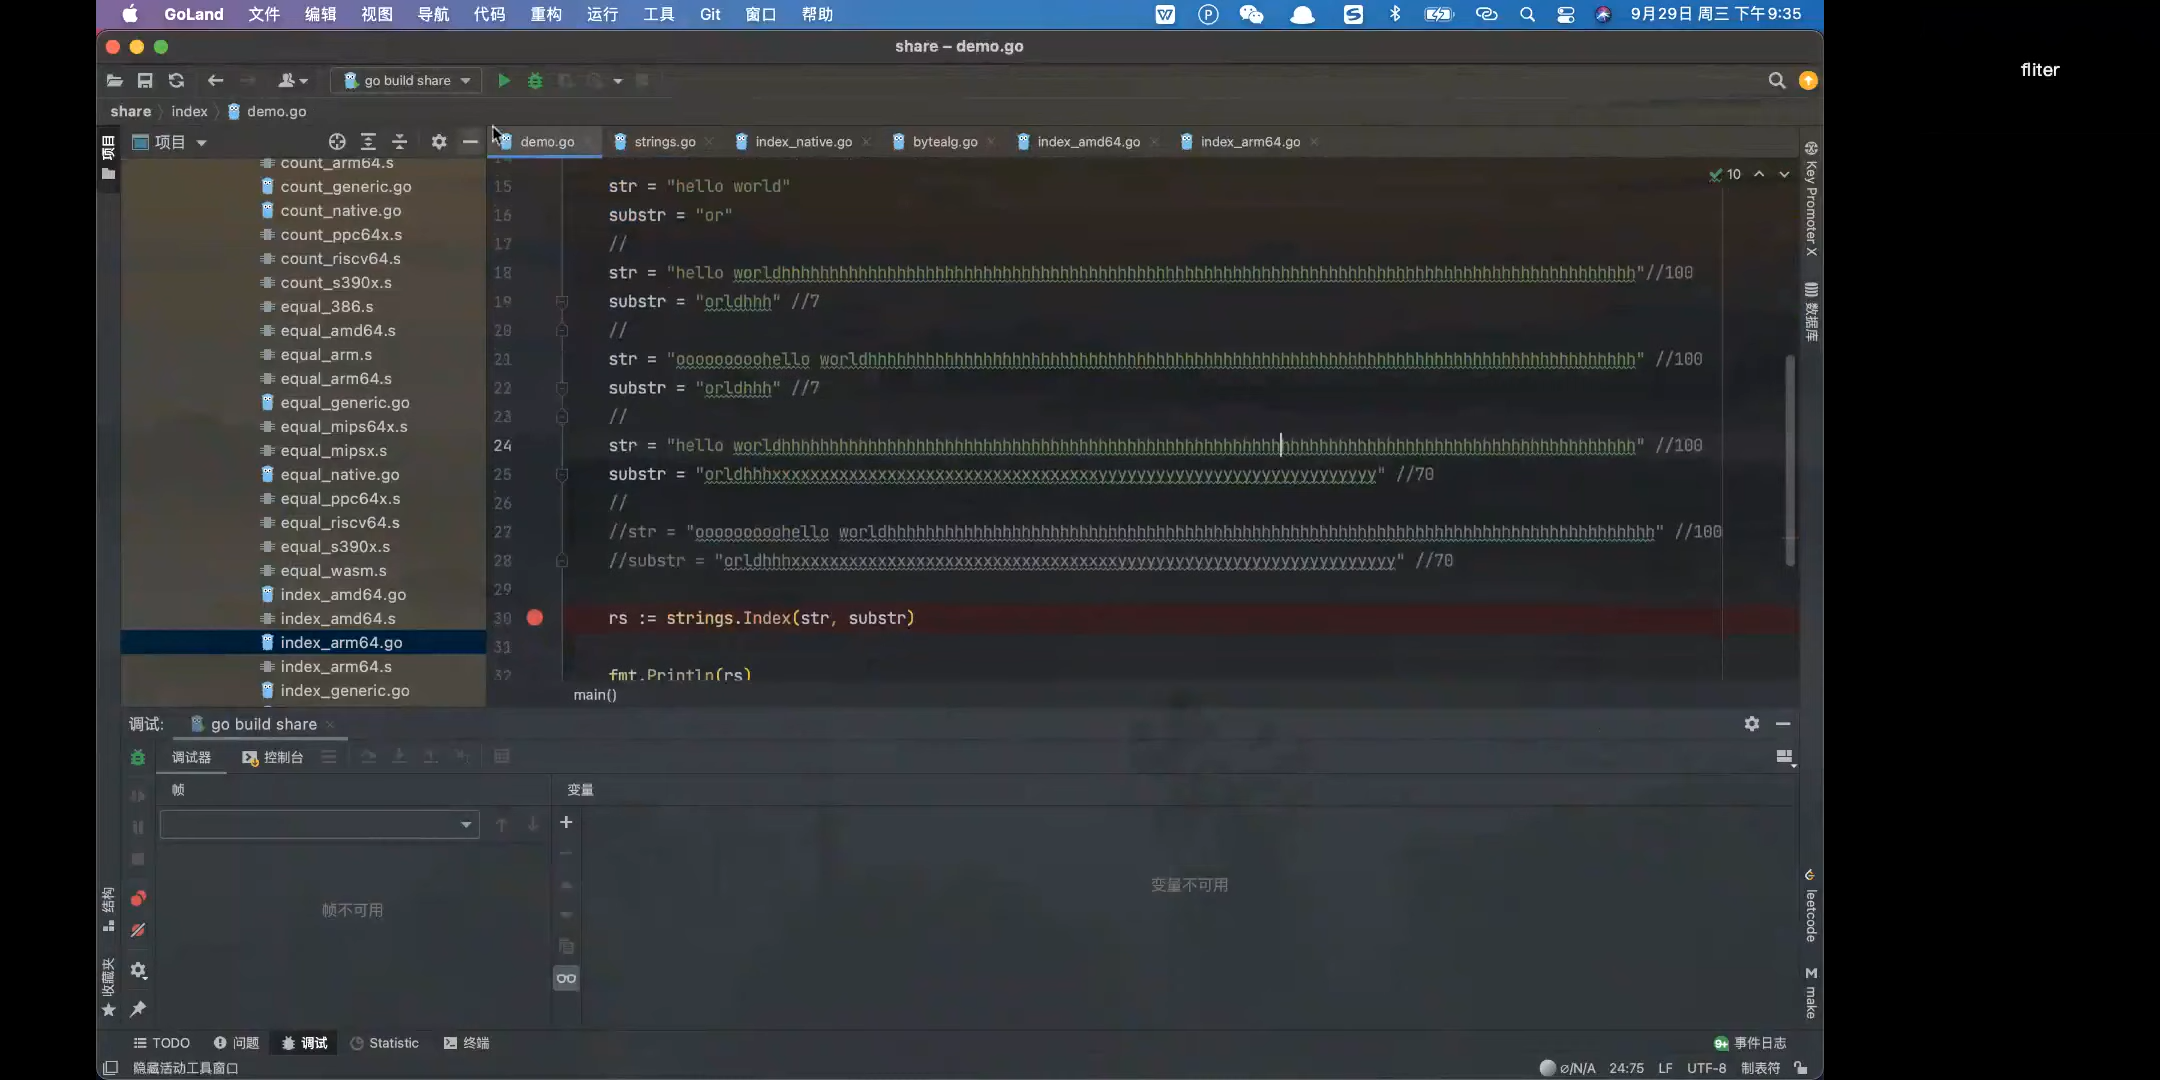 GoLand 文件 编辑 视图 导航 代码 重构 运行 工具 Git 窗口 帮助 9月29日 周三 下午9:35
share – demo.go
fliter
go build share
share index demo.go
项目 demo.go strings.go index_native.go bytealg.go index_amd64.go index_arm64.go
项目
count_arm64.s
count_generic.go
count_native.go
count_ppc64x.s
count_riscv64.s
count_s390x.s
equal_386.s
equal_amd64.s
equal_arm.s
equal_arm64.s
equal_generic.go
equal_mips64x.s
equal_mipsx.s
equal_native.go
equal_ppc64x.s
equal_riscv64.s
equal_s390x.s
equal_wasm.s
index_amd64.go
index_amd64.s
index_arm64.go
index_arm64.s
index_generic.go
10
15 str = "hello world"
16 substr = "or"
17 //
18 str = "hello worldhhhhhhhhhhhhhhhhhhhhhhhhhhhhhhhhhhhhhhhhhhhhhhhhhhhhhhhhhhhhhhhhhhhhhhhhhhhhhhhhhhhhhhhhh"//100
19 substr = "orldhhh" //7
20 //
21 str = "ooooooooohello worldhhhhhhhhhhhhhhhhhhhhhhhhhhhhhhhhhhhhhhhhhhhhhhhhhhhhhhhhhhhhhhhhhhhhhhhhhhhhhhhh" //100
22 substr = "orldhhh" //7
23 //
24 str = "hello worldhhhhhhhhhhhhhhhhhhhhhhhhhhhhhhhhhhhhhhhhhhhhhhhhhhhhhhhhhhhhhhhhhhhhhhhhhhhhhhhhhhhhhhhhh" //100
25 substr = "orldhhhxxxxxxxxxxxxxxxxxxxxxxxxxxxxxxxxxxyyyyyyyyyyyyyyyyyyyyyyyyyyyyy" //70
26 //
27 //str = "ooooooooohello worldhhhhhhhhhhhhhhhhhhhhhhhhhhhhhhhhhhhhhhhhhhhhhhhhhhhhhhhhhhhhhhhhhhhhhhhhhhhhhhhh" //100
28 //substr = "orldhhhxxxxxxxxxxxxxxxxxxxxxxxxxxxxxxxxxxyyyyyyyyyyyyyyyyyyyyyyyyyyyyy" //70
29
30 rs := strings.Index(str, substr)
31
32 fmt.Println(rs)
main()
Key Promoter X
数据库
调试: go build share
调试器 控制台
帧 变量
帧不可用 变量不可用
结构
收藏夹
leetcode
make
TODO 问题 调试 Statistic 终端 事件日志
隐藏活动工具窗口 ⌀/N/A 24:75 LF UTF-8 制表符